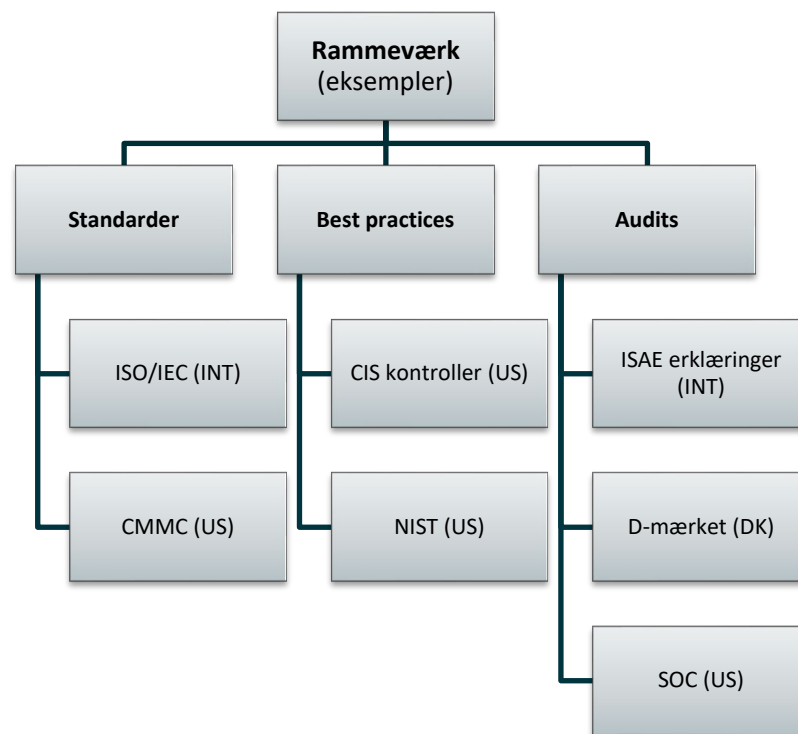 Rammeværk
(eksempler)
Standarder
Best practices
Audits
ISO/IEC (INT)
CIS kontroller (US)
ISAE erklæringer
(INT)
CMMC (US)
NIST (US)
D-mærket (DK)
SOC (US)